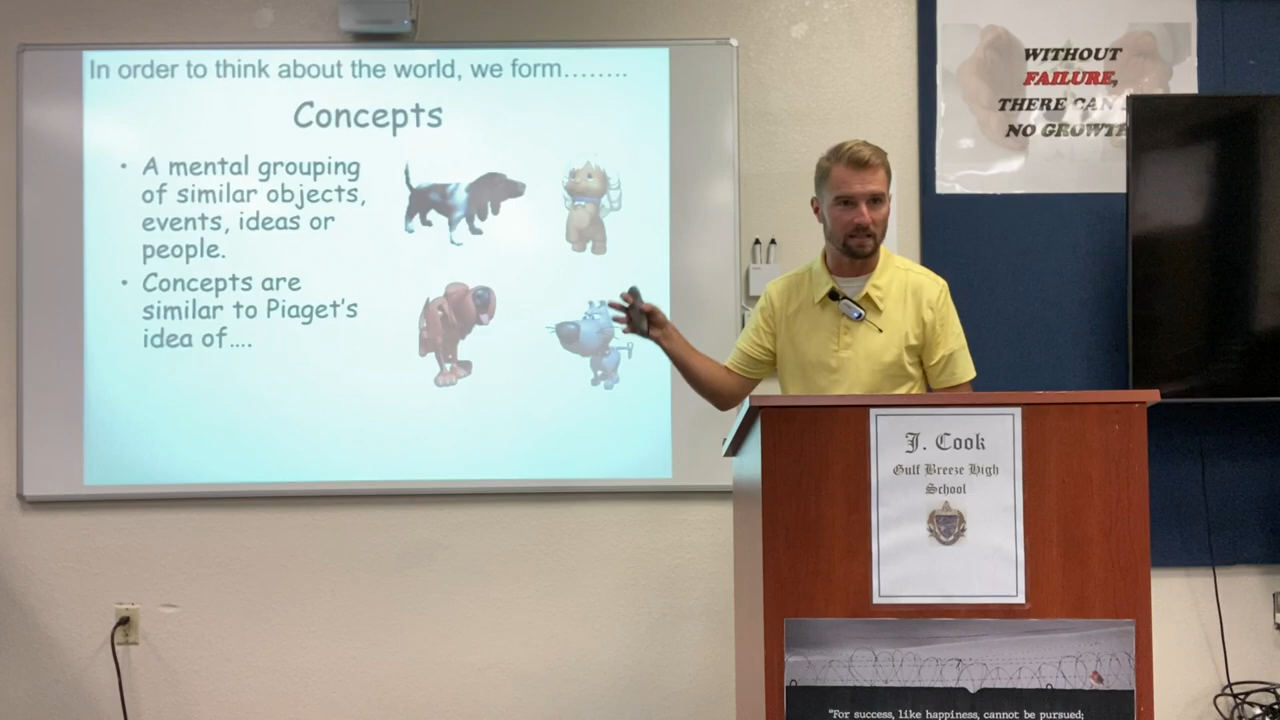 In order to think about the world, we form........
Concepts
• A mental grouping
of similar objects,
events, ideas or
people.
• Concepts are
similar to Piaget's
idea of....
WITHOUT
FAILURE,
THERE CAN
NO GROWTH
J. Cook
Gulf Breeze High
School
"For success, like happiness, cannot be pursued;